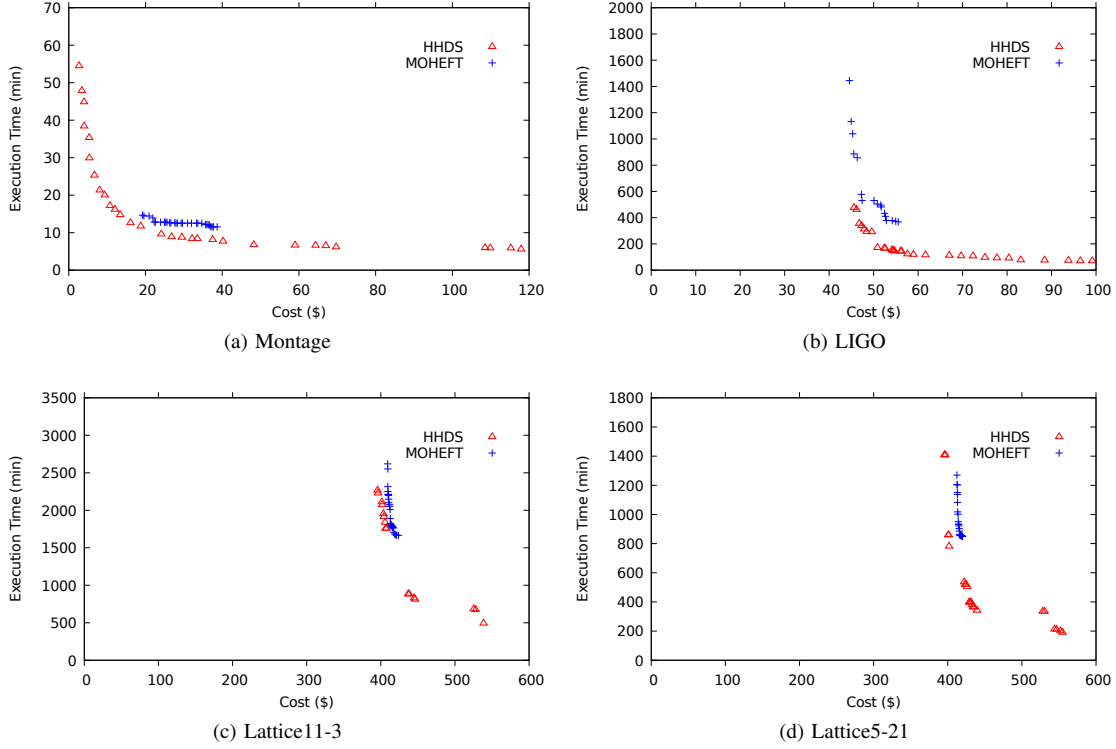 70
60
50
40
30
20
10
0
Execution Time (min)
HHDS
MOHEFT
0 20 40 60 80 100 120
Cost ($)
(a) Montage
2000
1800
1600
1400
1200
1000
800
600
400
200
0
Execution Time (min)
HHDS
MOHEFT
0 10 20 30 40 50 60 70 80 90 100
Cost ($)
(b) LIGO
3500
3000
2500
2000
1500
1000
500
0
Execution Time (min)
HHDS
MOHEFT
0 100 200 300 400 500 600
Cost ($)
(c) Lattice11-3
1800
1600
1400
1200
1000
800
600
400
200
0
Execution Time (min)
HHDS
MOHEFT
0 100 200 300 400 500 600
Cost ($)
(d) Lattice5-21